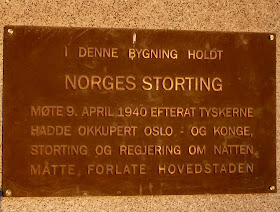 I DENNE BYGNING HOLDT
NORGES STORTING
MØTE 9. APRIL 1940 EFTERAT TYSKERNE
HADDE OKKUPERT OSLO - OG KONGE,
STORTING OG REGJERING OM NATTEN,
MÅTTE, FORLATE HOVEDSTADEN